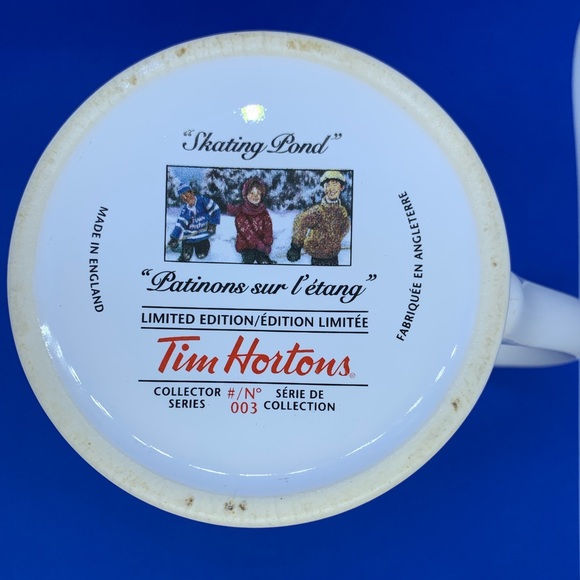 "Skating Pond"
MADE IN ENGLAND
FABRIQUÉE EN ANGLETERRE
"Patinons sur l'étang"
LIMITED EDITION/ÉDITION LIMITÉE
Tim Hortons®
COLLECTOR #/Nº SÉRIE DE
SERIES 003 COLLECTION